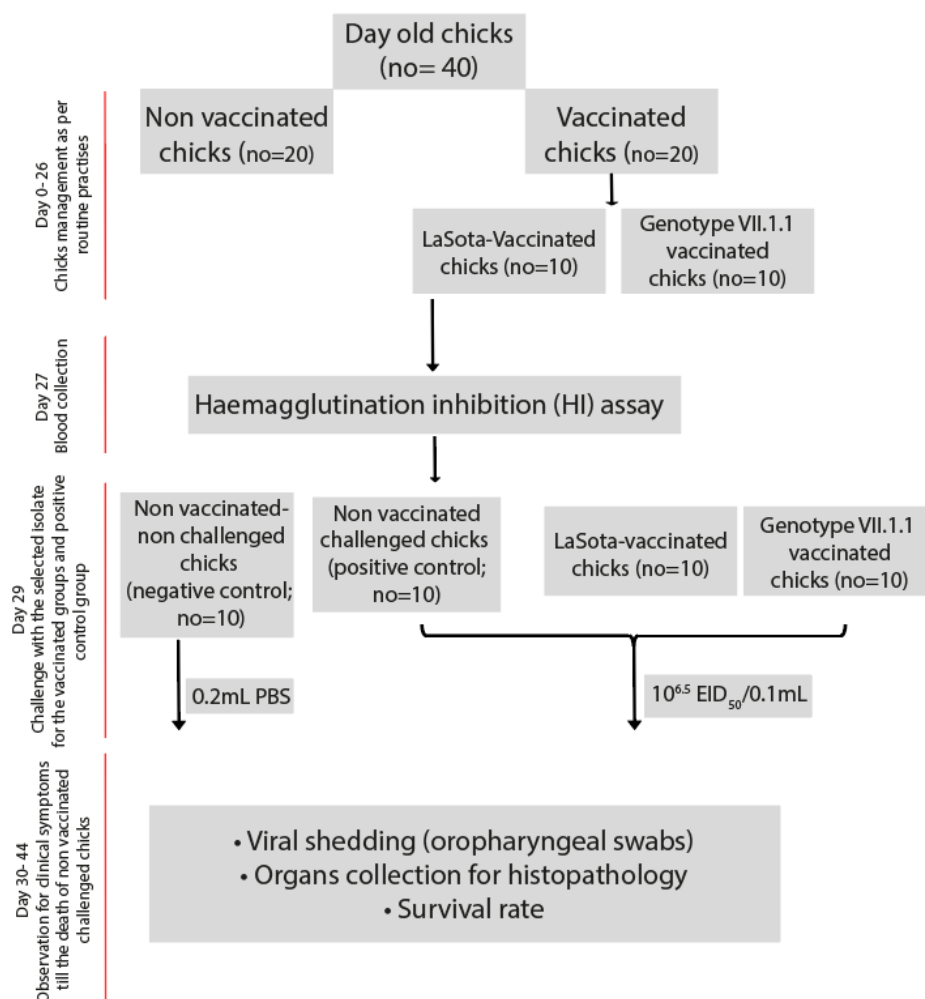 Day old chicks
(no= 40)
Day 0-26
Chicks management as per
routine practises
Non vaccinated
chicks (no=20)
Vaccinated
chicks (no=20)
LaSota-Vaccinated
chicks (no=10)
Genotype VII.1.1
vaccinated
chicks (no=10)
Day 27
Blood collection
Haemagglutination inhibition (HI) assay
Day 29
Challenge with the selected isolate
for the vaccinated groups and positive
control group
Non vaccinated-
non challenged
chicks
(negative control;
no=10)
Non vaccinated
challenged chicks
(positive control;
no=10)
LaSota-vaccinated
chicks (no=10)
Genotype VII.1.1
vaccinated
chicks (no=10)
0.2mL PBS
10⁶·⁵ EID₅₀/0.1mL
Day 30-44
Observation for clinical symptoms
till the death of non vaccinated
challenged chicks
• Viral shedding (oropharyngeal swabs)
• Organs collection for histopathology
• Survival rate